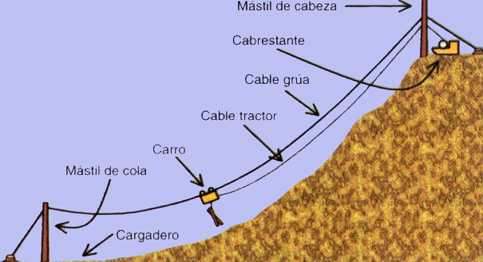 Mástil de cabeza
Cabrestante
Cable grúa
Cable tractor
Carro
Mástil de cola
Cargadero